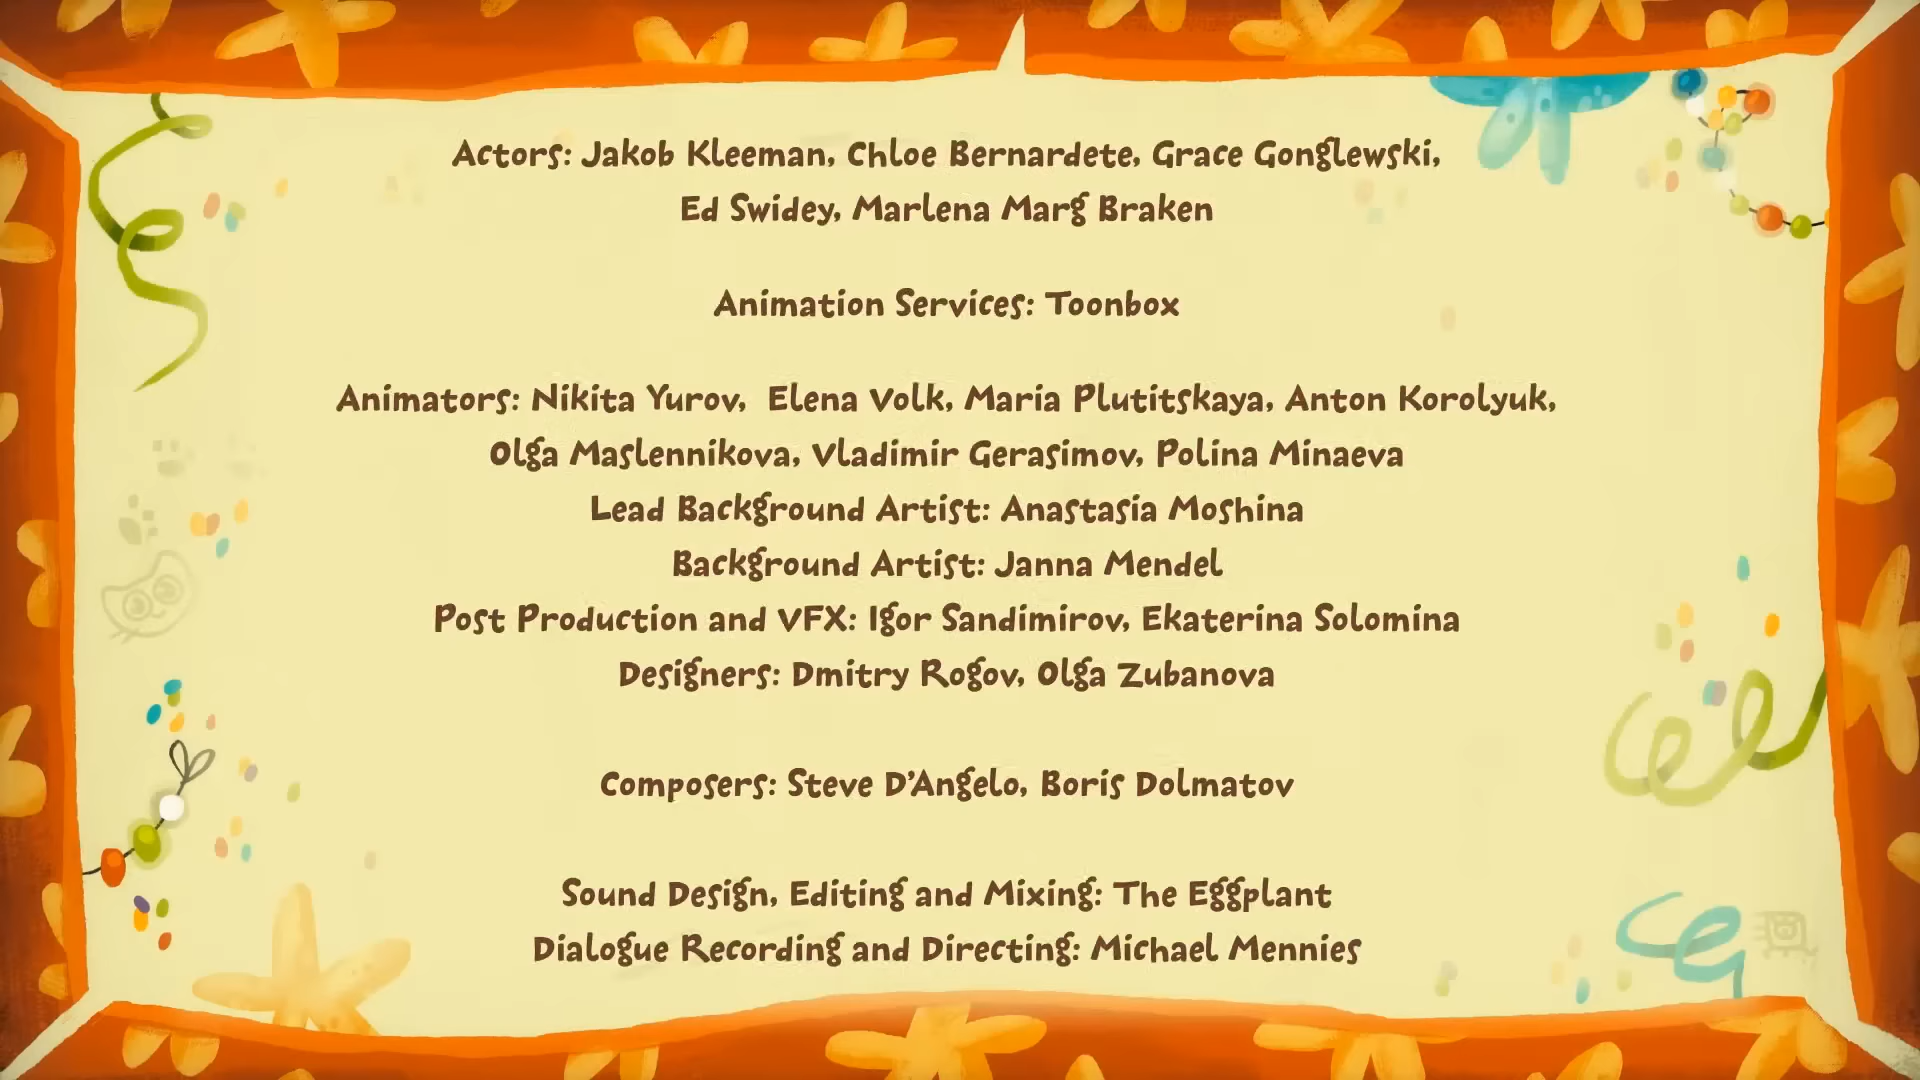 Actors: Jakob Kleeman, Chloe Bernardete, Grace Gonglewski,
Ed Swidey, Marlena Marg Braken
Animation Services: Toonbox
Animators: Nikita Yurov, Elena Volk, Maria Plutitskaya, Anton Korolyuk,
Olga Maslennikova, Vladimir Gerasimov, Polina Minaeva
Lead Background Artist: Anastasia Moshina
Background Artist: Janna Mendel
Post Production and VFX: Igor Sandimirov, Ekaterina Solomina
Designers: Dmitry Rogov, Olga Zubanova
Composers: Steve D'Angelo, Boris Dolmatov
Sound Design, Editing and Mixing: The Eggplant
Dialogue Recording and Directing: Michael Mennies